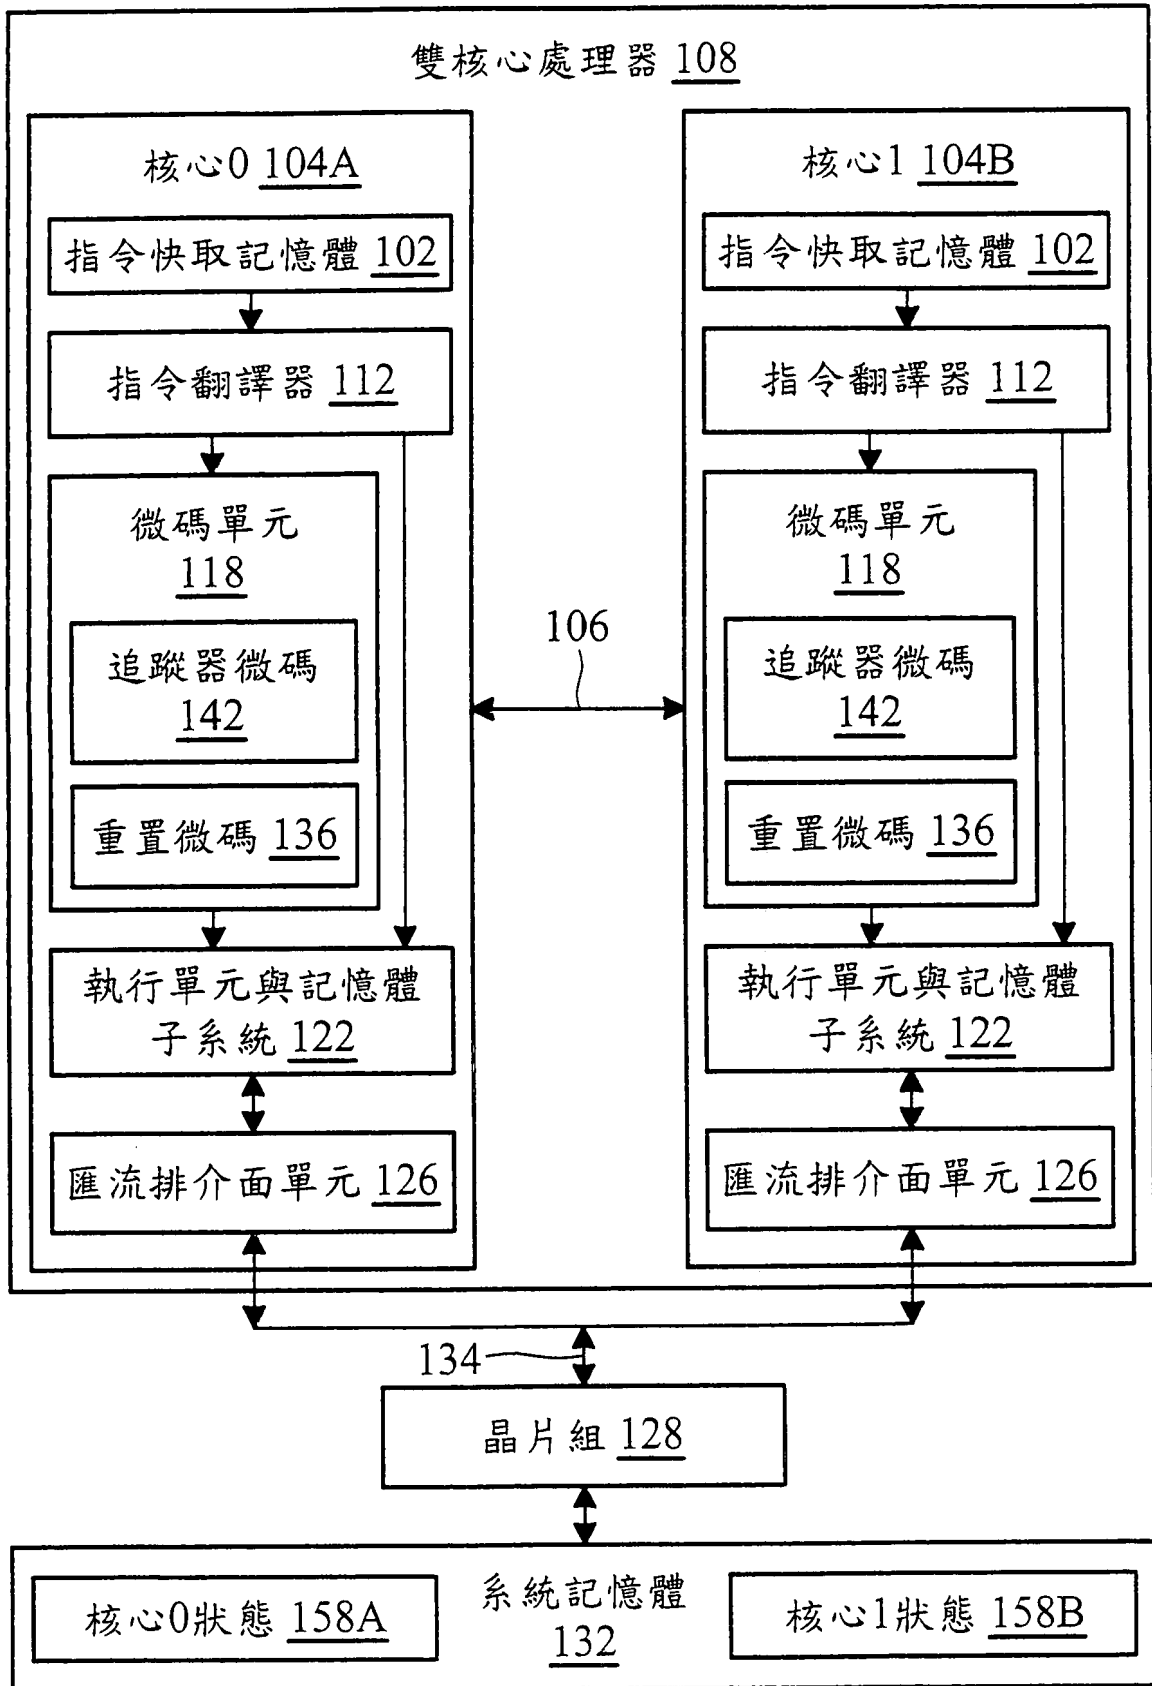 雙核心處理器 108
核心0 104A
指令快取記憶體 102
指令翻譯器 112
微碼單元
118
追蹤器微碼
142
重置微碼 136
執行單元與記憶體
子系統 122
匯流排介面單元 126
106
核心1 104B
指令快取記憶體 102
指令翻譯器 112
微碼單元
118
追蹤器微碼
142
重置微碼 136
執行單元與記憶體
子系統 122
匯流排介面單元 126
134
晶片組 128
核心0狀態 158A
系統記憶體
132
核心1狀態 158B